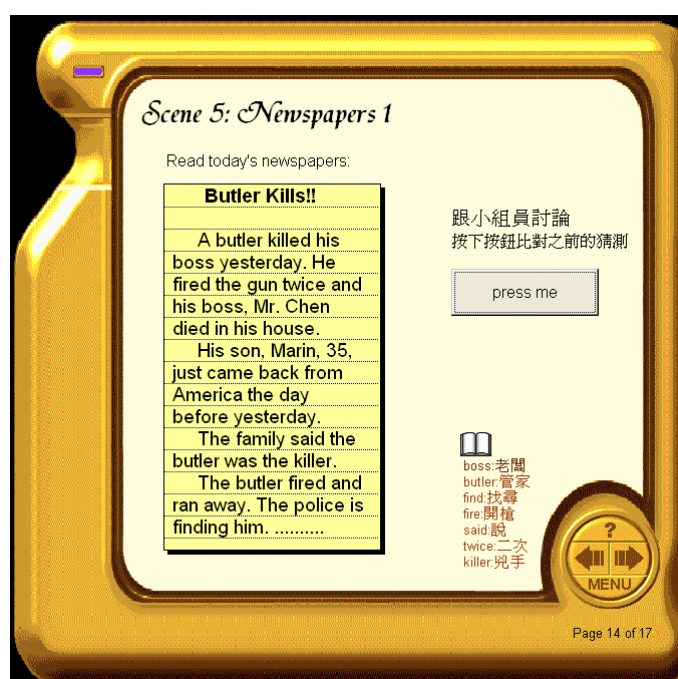 Scene 5: Newspapers 1
Read today's newspapers:
Butler Kills!!
A butler killed his
boss yesterday. He
fired the gun twice and
his boss, Mr. Chen
died in his house.
His son, Marin, 35,
just came back from
America the day
before yesterday.
The family said the
butler was the killer.
The butler fired and
ran away. The police is
finding him. ..........
跟小組員討論
按下按鈕比對之前的猜測
press me
boss:老闆
butler:管家
find:找尋
fire:開槍
said:說
twice:二次
killer:兇手
?
MENU
Page 14 of 17